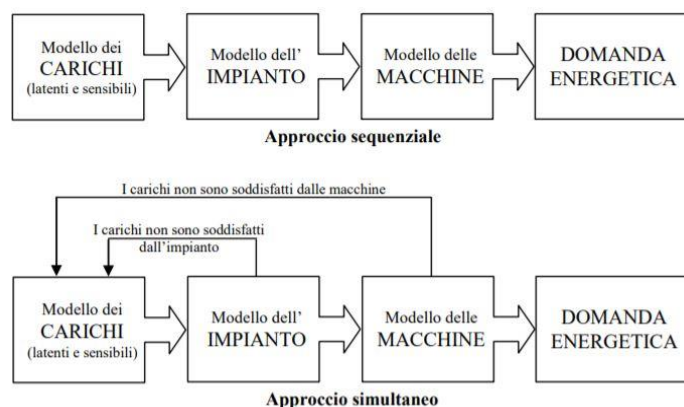 Modello dei
CARICHI
(latenti e sensibili)
Modello dell’
IMPIANTO
Modello delle
MACCHINE
DOMANDA
ENERGETICA
Approccio sequenziale
I carichi non sono soddisfatti dalle macchine
I carichi non sono soddisfatti
dall’impianto
Modello dei
CARICHI
(latenti e sensibili)
Modello dell’
IMPIANTO
Modello delle
MACCHINE
DOMANDA
ENERGETICA
Approccio simultaneo